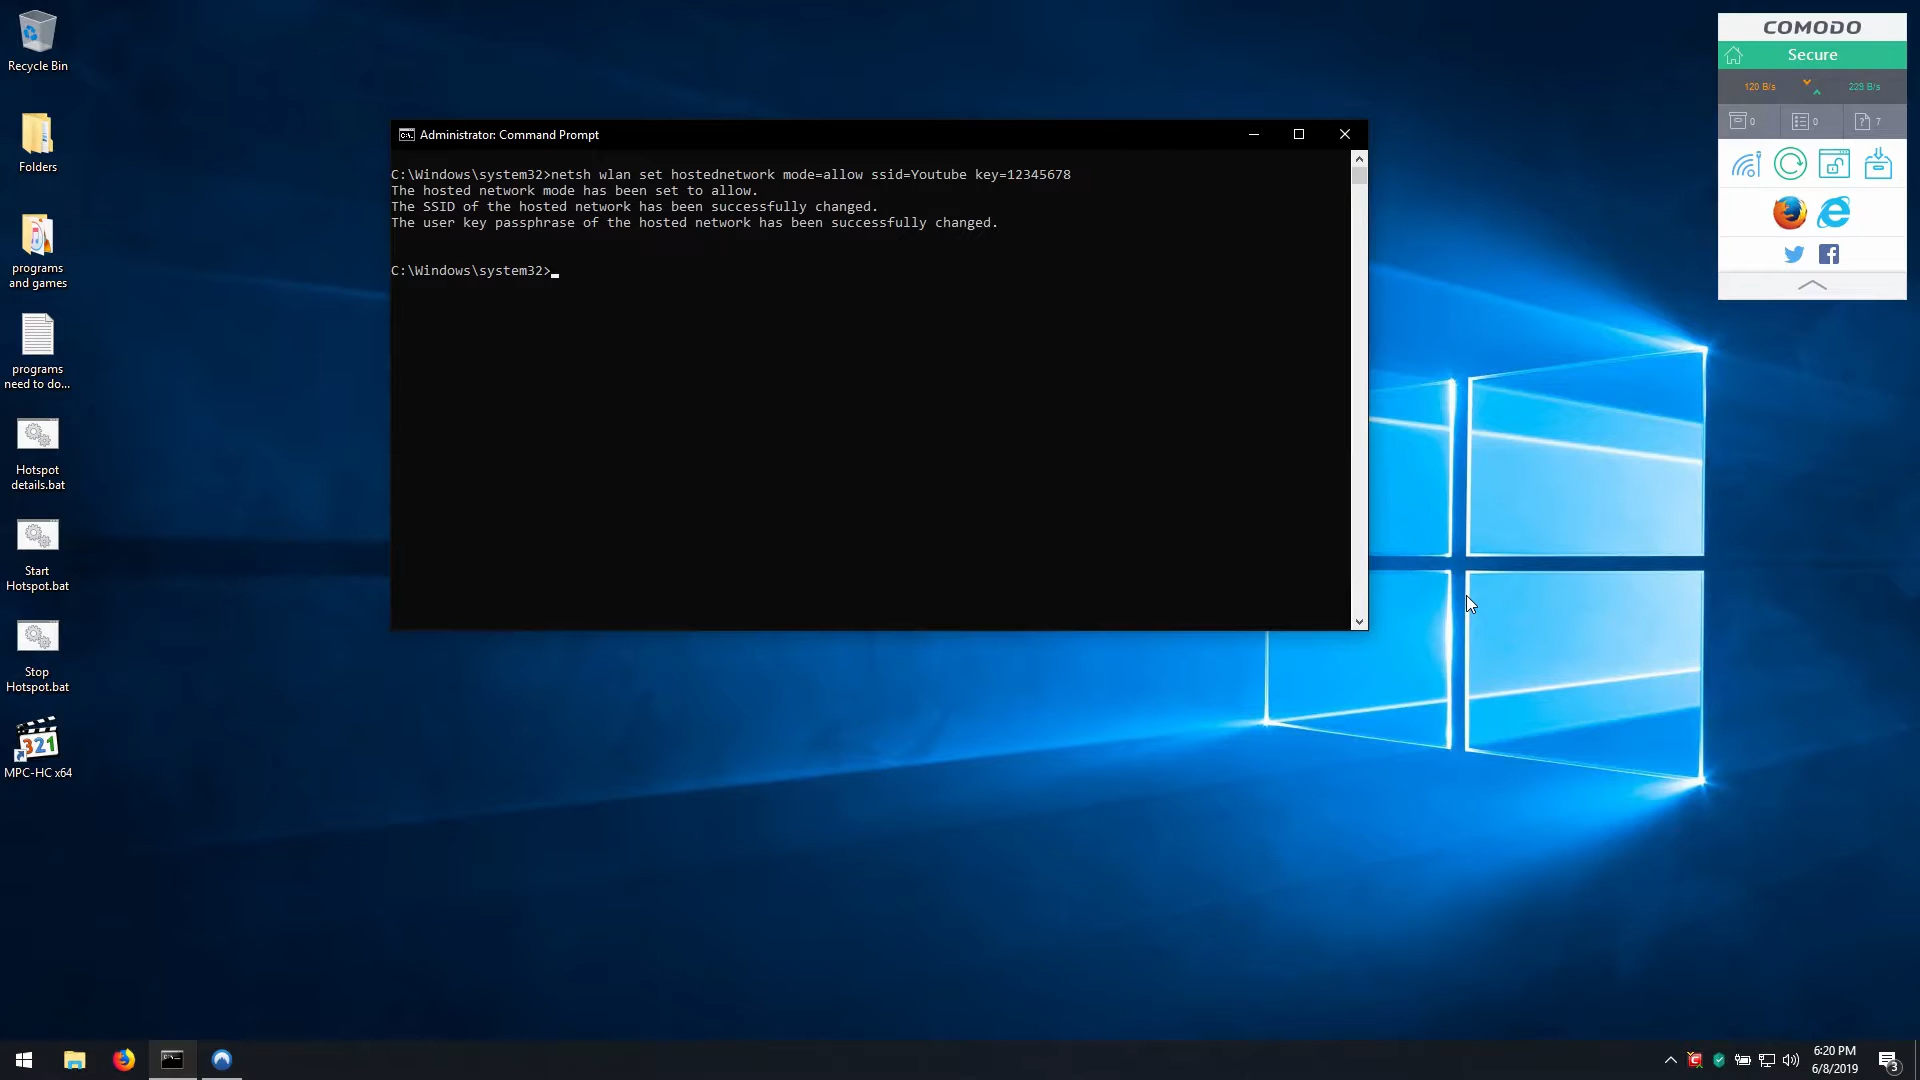 Recycle Bin
Folders
programs
and games
programs
need to do...
Hotspot
details.bat
Start
Hotspot.bat
Stop
Hotspot.bat
321
MPC-HC x64
Administrator: Command Prompt
C:\Windows\system32>netsh wlan set hostednetwork mode=allow ssid=Youtube key=12345678
The hosted network mode has been set to allow.
The SSID of the hosted network has been successfully changed.
The user key passphrase of the hosted network has been successfully changed.
C:\Windows\system32>
COMODO
Secure
120 B/s 229 B/s
0 0 7
6:20 PM
6/8/2019
3